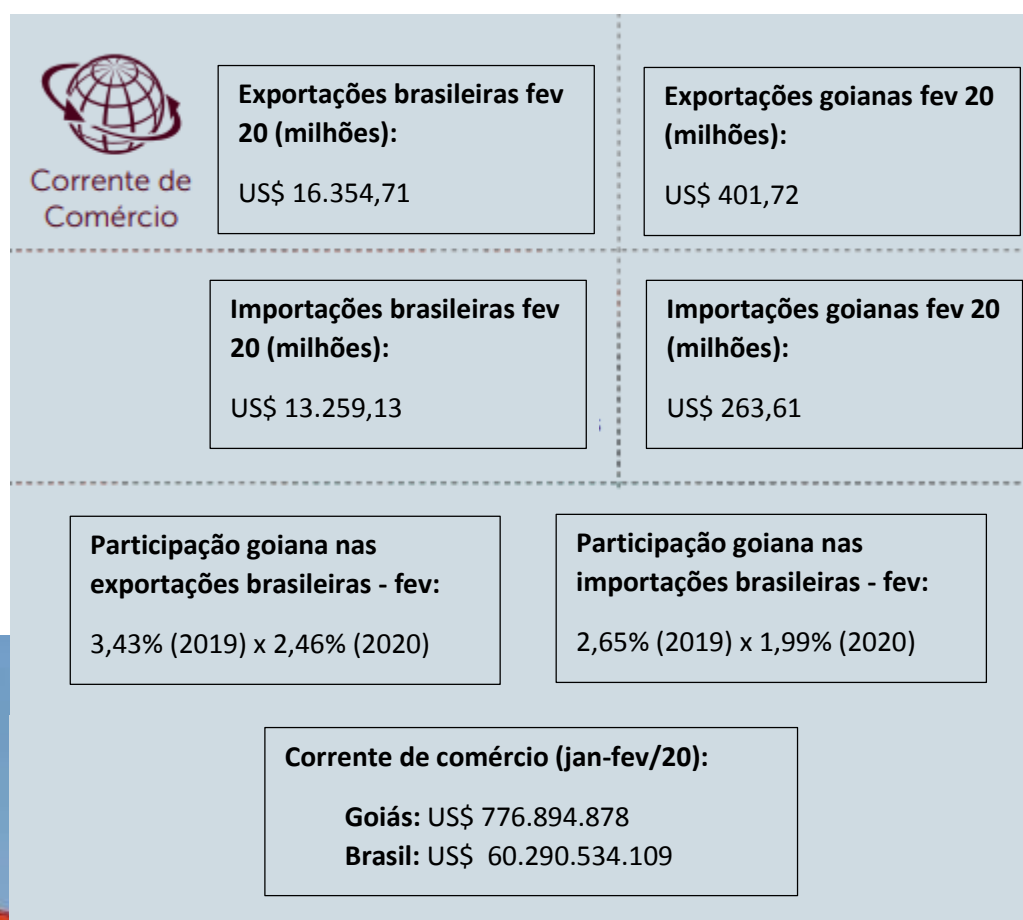 Corrente de
Comércio
Exportações brasileiras fev
20 (milhões):
US$ 16.354,71
Exportações goianas fev 20
(milhões):
US$ 401,72
Importações brasileiras fev
20 (milhões):
US$ 13.259,13
Importações goianas fev 20
(milhões):
US$ 263,61
Participação goiana nas
exportações brasileiras - fev:
3,43% (2019) x 2,46% (2020)
Participação goiana nas
importações brasileiras - fev:
2,65% (2019) x 1,99% (2020)
Corrente de comércio (jan-fev/20):
Goiás: US$ 776.894.878
Brasil: US$  60.290.534.109